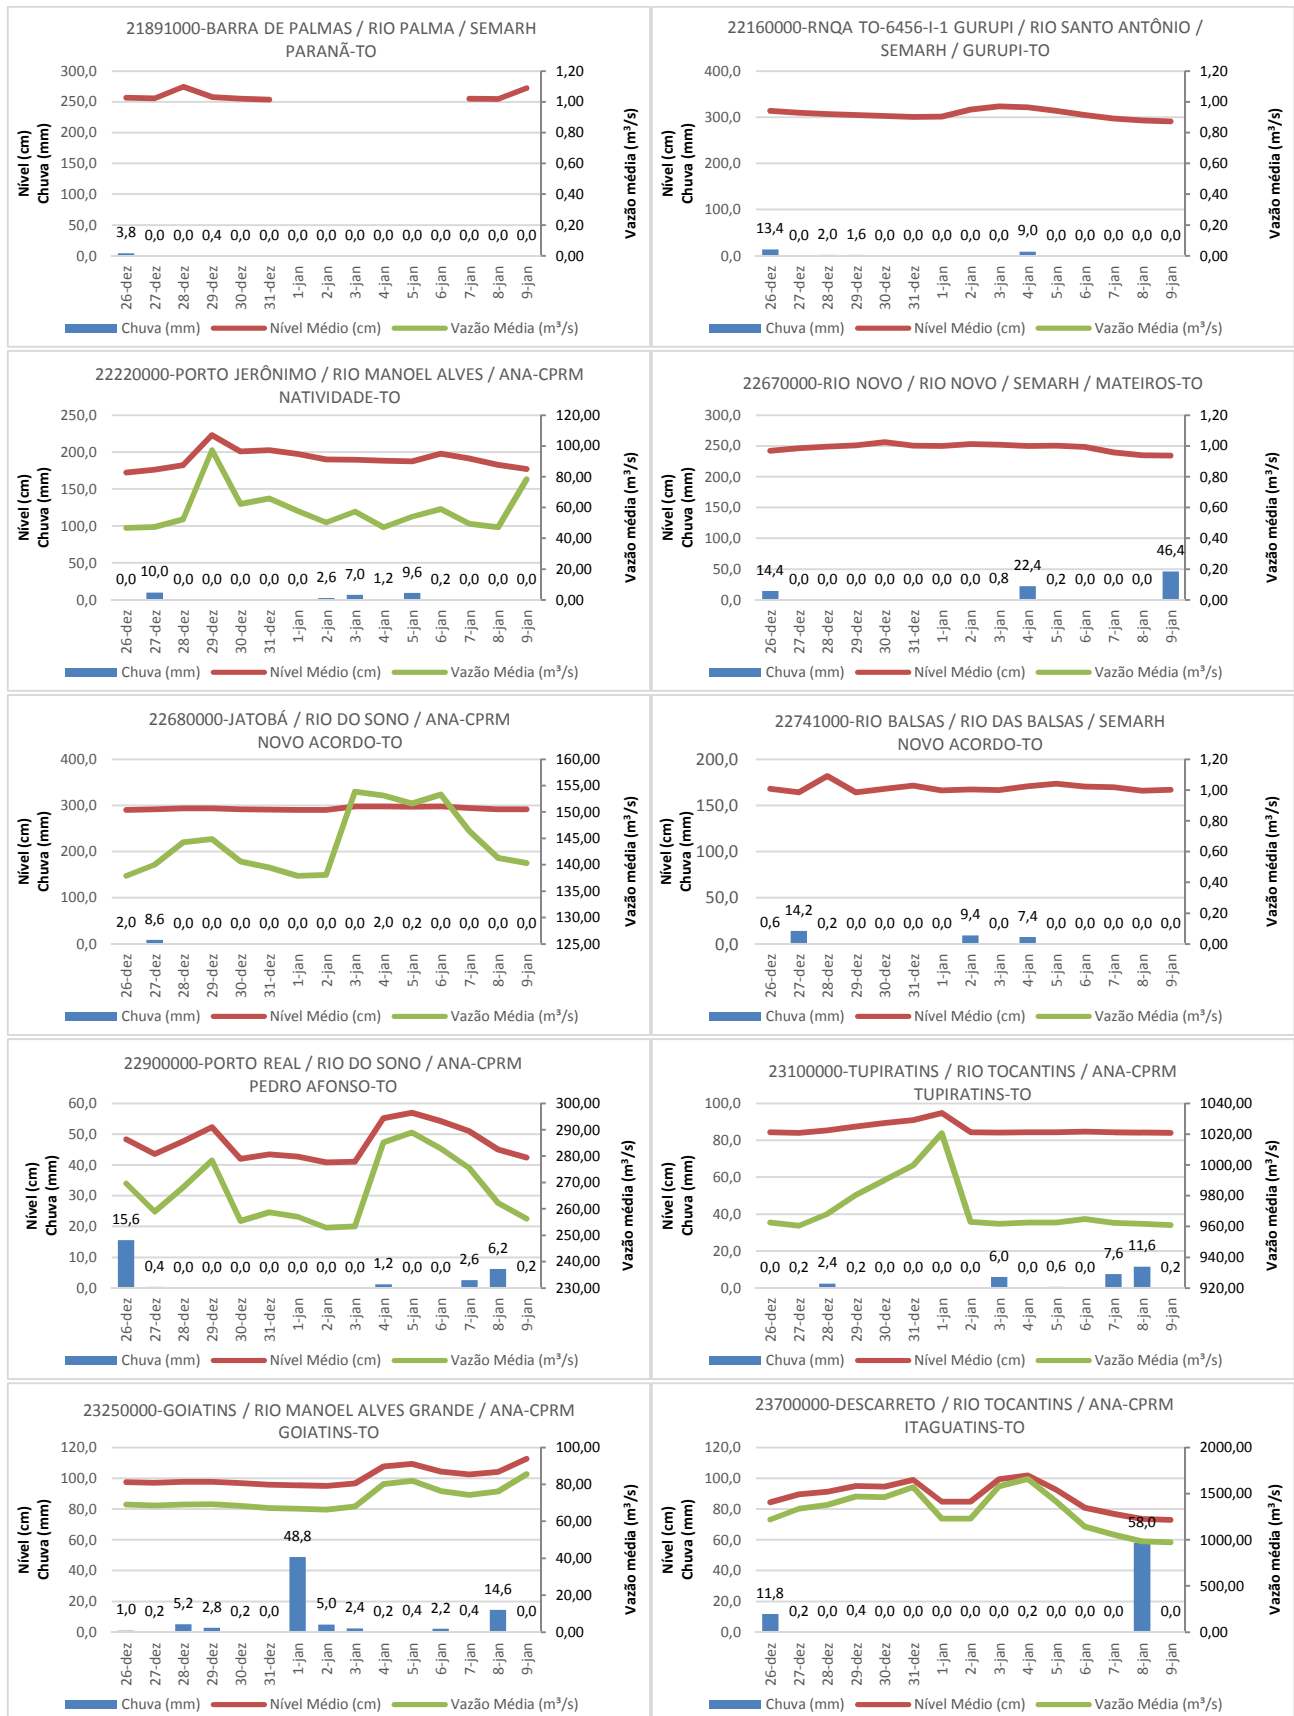 21891000-BARRA DE PALMAS / RIO PALMA / SEMARH
PARANÃ-TO
300,0
250,0
200,0
150,0
100,0
50,0
0,0
1,20
1,00
0,80
0,60
0,40
0,20
0,00
Nível (cm)
Chuva (mm)
Vazão média (m³/s)
3,8 0,0 0,0 0,4 0,0 0,0 0,0 0,0 0,0 0,0 0,0 0,0 0,0 0,0 0,0
26-dez 27-dez 28-dez 29-dez 30-dez 31-dez 1-jan 2-jan 3-jan 4-jan 5-jan 6-jan 7-jan 8-jan 9-jan
Chuva (mm) Nível Médio (cm) Vazão Média (m³/s)
22160000-RNQA TO-6456-I-1 GURUPI / RIO SANTO ANTÔNIO /
SEMARH / GURUPI-TO
400,0
300,0
200,0
100,0
0,0
1,20
1,00
0,80
0,60
0,40
0,20
0,00
Nível (cm)
Chuva (mm)
Vazão média (m³/s)
13,4 0,0 2,0 1,6 0,0 0,0 0,0 0,0 0,0 9,0 0,0 0,0 0,0 0,0 0,0
26-dez 27-dez 28-dez 29-dez 30-dez 31-dez 1-jan 2-jan 3-jan 4-jan 5-jan 6-jan 7-jan 8-jan 9-jan
Chuva (mm) Nível Médio (cm) Vazão Média (m³/s)
22220000-PORTO JERÔNIMO / RIO MANOEL ALVES / ANA-CPRM
NATIVIDADE-TO
250,0
200,0
150,0
100,0
50,0
0,0
120,00
100,00
80,00
60,00
40,00
20,00
0,00
Nível (cm)
Chuva (mm)
Vazão média (m³/s)
0,0 10,0 0,0 0,0 0,0 0,0 0,0 2,6 7,0 1,2 9,6 0,2 0,0 0,0 0,0
26-dez 27-dez 28-dez 29-dez 30-dez 31-dez 1-jan 2-jan 3-jan 4-jan 5-jan 6-jan 7-jan 8-jan 9-jan
Chuva (mm) Nível Médio (cm) Vazão Média (m³/s)
22670000-RIO NOVO / RIO NOVO / SEMARH / MATEIROS-TO
300,0
250,0
200,0
150,0
100,0
50,0
0,0
1,20
1,00
0,80
0,60
0,40
0,20
0,00
Nível (cm)
Chuva (mm)
Vazão média (m³/s)
14,4 0,0 0,0 0,0 0,0 0,0 0,0 0,0 0,8 22,4 0,2 0,0 0,0 0,0 46,4
26-dez 27-dez 28-dez 29-dez 30-dez 31-dez 1-jan 2-jan 3-jan 4-jan 5-jan 6-jan 7-jan 8-jan 9-jan
Chuva (mm) Nível Médio (cm) Vazão Média (m³/s)
22680000-JATOBÁ / RIO DO SONO / ANA-CPRM
NOVO ACORDO-TO
400,0
300,0
200,0
100,0
0,0
160,00
155,00
150,00
145,00
140,00
135,00
130,00
125,00
Nível (cm)
Chuva (mm)
Vazão média (m³/s)
2,0 8,6 0,0 0,0 0,0 0,0 0,0 0,0 0,0 2,0 0,2 0,0 0,0 0,0 0,0
26-dez 27-dez 28-dez 29-dez 30-dez 31-dez 1-jan 2-jan 3-jan 4-jan 5-jan 6-jan 7-jan 8-jan 9-jan
Chuva (mm) Nível Médio (cm) Vazão Média (m³/s)
22741000-RIO BALSAS / RIO DAS BALSAS / SEMARH
NOVO ACORDO-TO
200,0
150,0
100,0
50,0
0,0
1,20
1,00
0,80
0,60
0,40
0,20
0,00
Nível (cm)
Chuva (mm)
Vazão média (m³/s)
0,6 14,2 0,2 0,0 0,0 0,0 0,0 9,4 0,0 7,4 0,0 0,0 0,0 0,0 0,0
26-dez 27-dez 28-dez 29-dez 30-dez 31-dez 1-jan 2-jan 3-jan 4-jan 5-jan 6-jan 7-jan 8-jan 9-jan
Chuva (mm) Nível Médio (cm) Vazão Média (m³/s)
22900000-PORTO REAL / RIO DO SONO / ANA-CPRM
PEDRO AFONSO-TO
60,0
50,0
40,0
30,0
20,0
10,0
0,0
300,00
290,00
280,00
270,00
260,00
250,00
240,00
230,00
Nível (cm)
Chuva (mm)
Vazão média (m³/s)
15,6 0,4 0,0 0,0 0,0 0,0 0,0 0,0 0,0 1,2 0,0 0,0 2,6 6,2 0,2
26-dez 27-dez 28-dez 29-dez 30-dez 31-dez 1-jan 2-jan 3-jan 4-jan 5-jan 6-jan 7-jan 8-jan 9-jan
Chuva (mm) Nível Médio (cm) Vazão Média (m³/s)
23100000-TUPIRATINS / RIO TOCANTINS / ANA-CPRM
TUPIRATINS-TO
100,0
80,0
60,0
40,0
20,0
0,0
1040,00
1020,00
1000,00
980,00
960,00
940,00
920,00
Nível (cm)
Chuva (mm)
Vazão média (m³/s)
0,0 0,2 2,4 0,2 0,0 0,0 0,0 0,0 6,0 0,0 0,6 0,0 7,6 11,6 0,2
26-dez 27-dez 28-dez 29-dez 30-dez 31-dez 1-jan 2-jan 3-jan 4-jan 5-jan 6-jan 7-jan 8-jan 9-jan
Chuva (mm) Nível Médio (cm) Vazão Média (m³/s)
23250000-GOIATINS / RIO MANOEL ALVES GRANDE / ANA-CPRM
GOIATINS-TO
120,0
100,0
80,0
60,0
40,0
20,0
0,0
100,00
80,00
60,00
40,00
20,00
0,00
Nível (cm)
Chuva (mm)
Vazão média (m³/s)
1,0 0,2 5,2 2,8 0,2 0,0 48,8 5,0 2,4 0,2 0,4 2,2 0,4 14,6 0,0
26-dez 27-dez 28-dez 29-dez 30-dez 31-dez 1-jan 2-jan 3-jan 4-jan 5-jan 6-jan 7-jan 8-jan 9-jan
Chuva (mm) Nível Médio (cm) Vazão Média (m³/s)
23700000-DESCARRETO / RIO TOCANTINS / ANA-CPRM
ITAGUATINS-TO
120,0
100,0
80,0
60,0
40,0
20,0
0,0
2000,00
1500,00
1000,00
500,00
0,00
Nível (cm)
Chuva (mm)
Vazão média (m³/s)
11,8 0,2 0,0 0,4 0,0 0,0 0,0 0,0 0,0 0,2 0,0 0,0 0,0 58,0 0,0
26-dez 27-dez 28-dez 29-dez 30-dez 31-dez 1-jan 2-jan 3-jan 4-jan 5-jan 6-jan 7-jan 8-jan 9-jan
Chuva (mm) Nível Médio (cm) Vazão Média (m³/s)